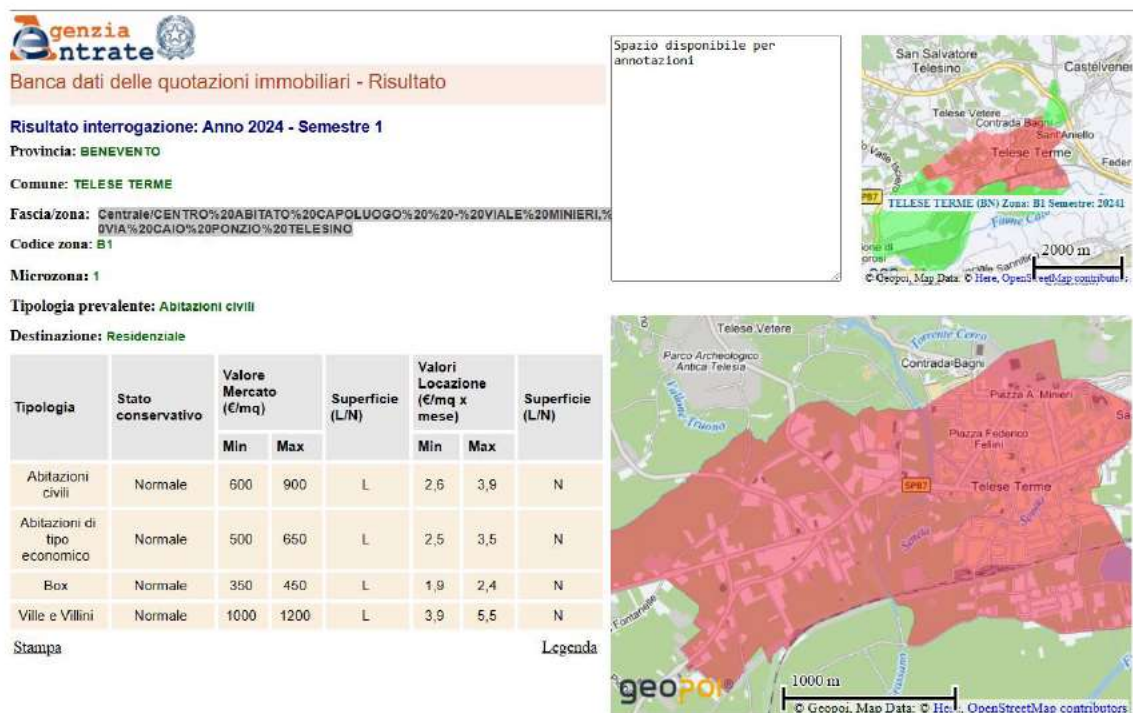 Agenzia
Entrate
Banca dati delle quotazioni immobiliari - Risultato
Risultato interrogazione: Anno 2024 - Semestre 1
Provincia: BENEVENTO
Comune: TELESE TERME
Fascia/zona: Centrale/CENTRO%20ABITATO%20CAPOLUOGO%20%20-%20VIALE%20MINIERI,%
0VIA%20CAIO%20PONZIO%20TELESINO
Codice zona: B1
Microzona: 1
Tipologia prevalente: Abitazioni civili
Destinazione: Residenziale
Tipologia
Stato conservativo
Valore Mercato (€/mq)
Superficie (L/N)
Valori Locazione (€/mq x mese)
Superficie (L/N)
Min Max Min Max
Abitazioni civili Normale 600 900 L 2,6 3,9 N
Abitazioni di tipo economico Normale 500 650 L 2,5 3,5 N
Box Normale 350 450 L 1,9 2,4 N
Ville e Villini Normale 1000 1200 L 3,9 5,5 N
Stampa Legenda
Spazio disponibile per
annotazioni
San Salvatore
Telesino
Castelvener
Telese Vetere
Contrada Bagni
Sant'Aniello
Telese Terme
SP87
TELESE TERME (BN) Zona: B1 Semestre: 20241
2000 m
© Geopoi, Map Data: © Here, OpenStreetMap contributors
Telese Vetere
Parco Archeologico
Antica Telesia
Vallone Truono
Torrente Cerro
Contrada Bagni
Piazza A. Minieri
Piazza Federico
Fellini
SP87
Telese Terme
Seneta
Fontanelle
geopoi®
1000 m
© Geopoi, Map Data: © Here, OpenStreetMap contributors